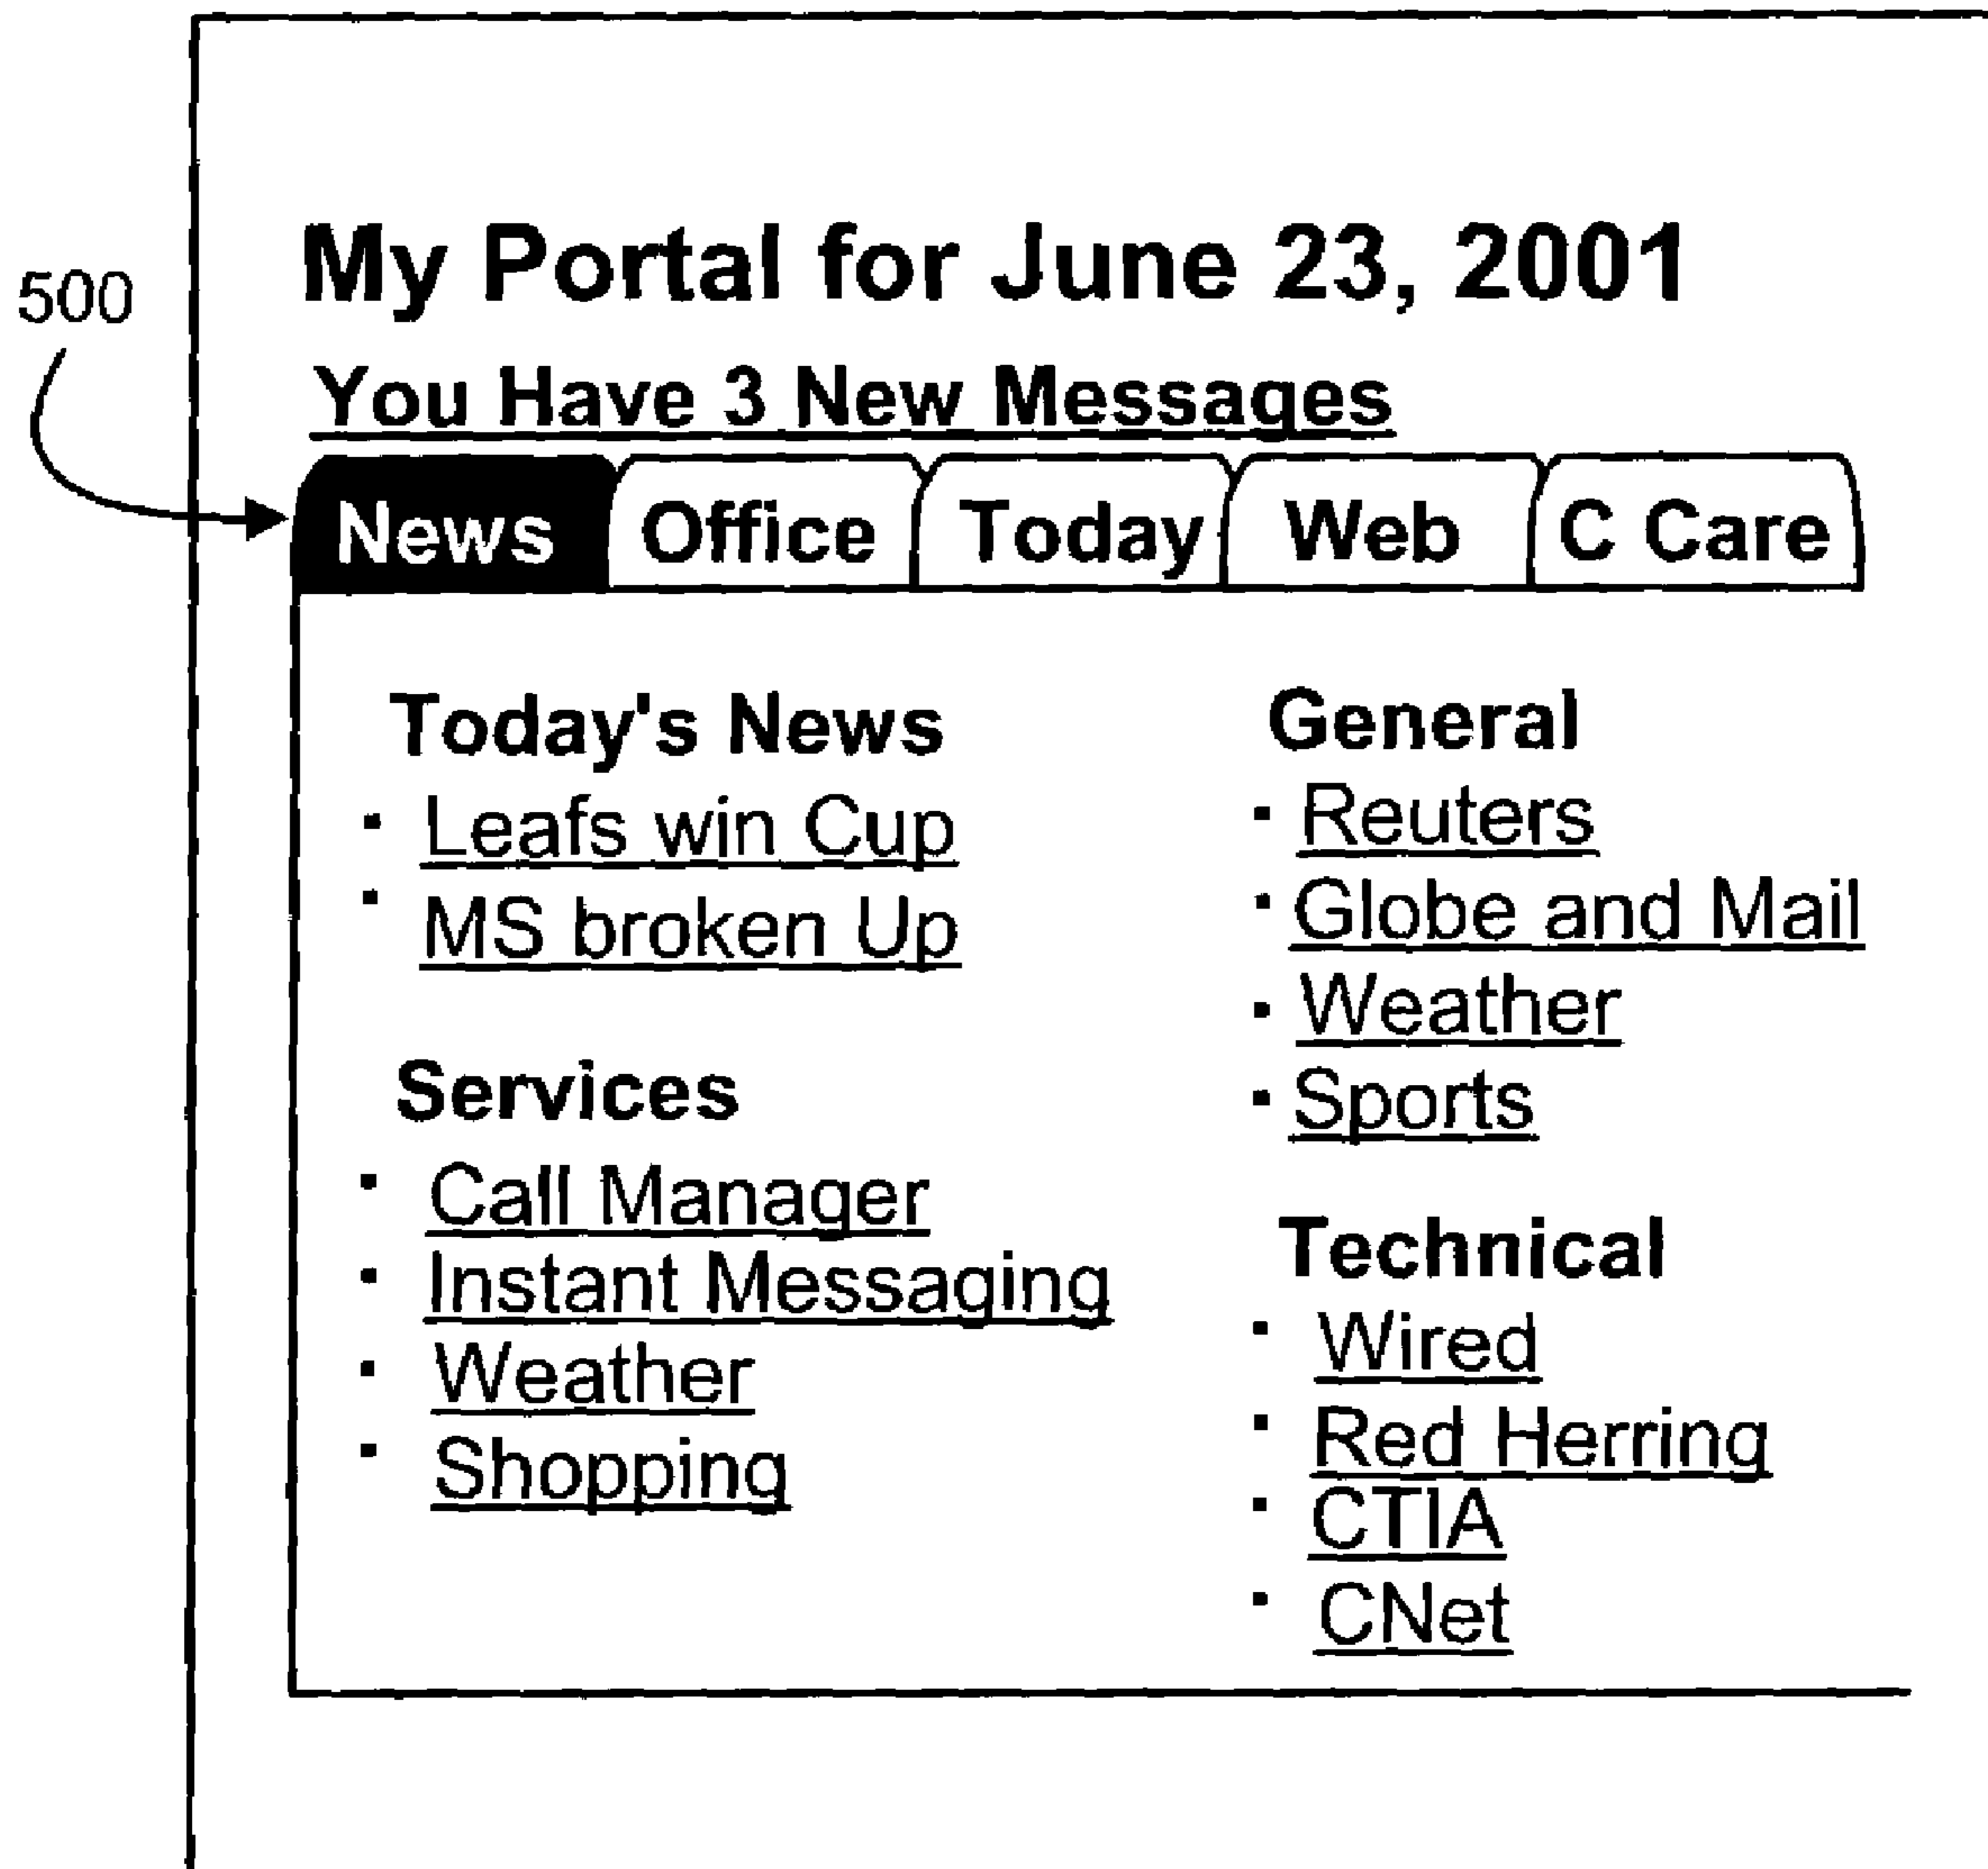 My Portal for June 23, 2001
500
You Have 3 New Messages
News Office Today Web C Care
Today's News
· Leafs win Cup
· MS broken Up
Services
· Call Manager
· Instant Messaging
· Weather
· Shopping
General
· Reuters
· Globe and Mail
· Weather
· Sports
Technical
· Wired
· Red Herring
· CTIA
· CNet